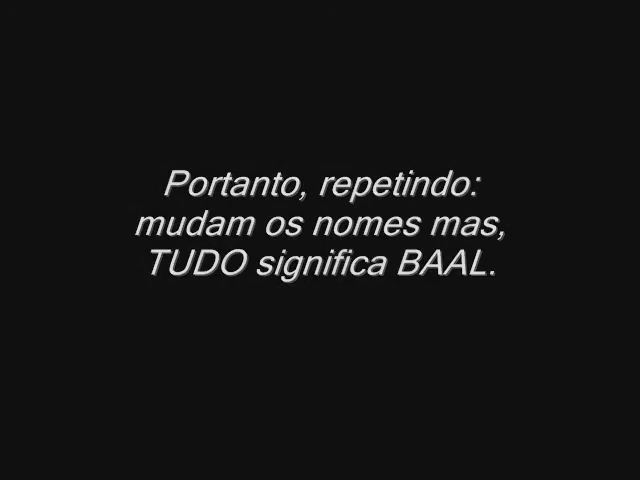 Portanto, repetindo:
mudam os nomes mas,
TUDO significa BAAL.